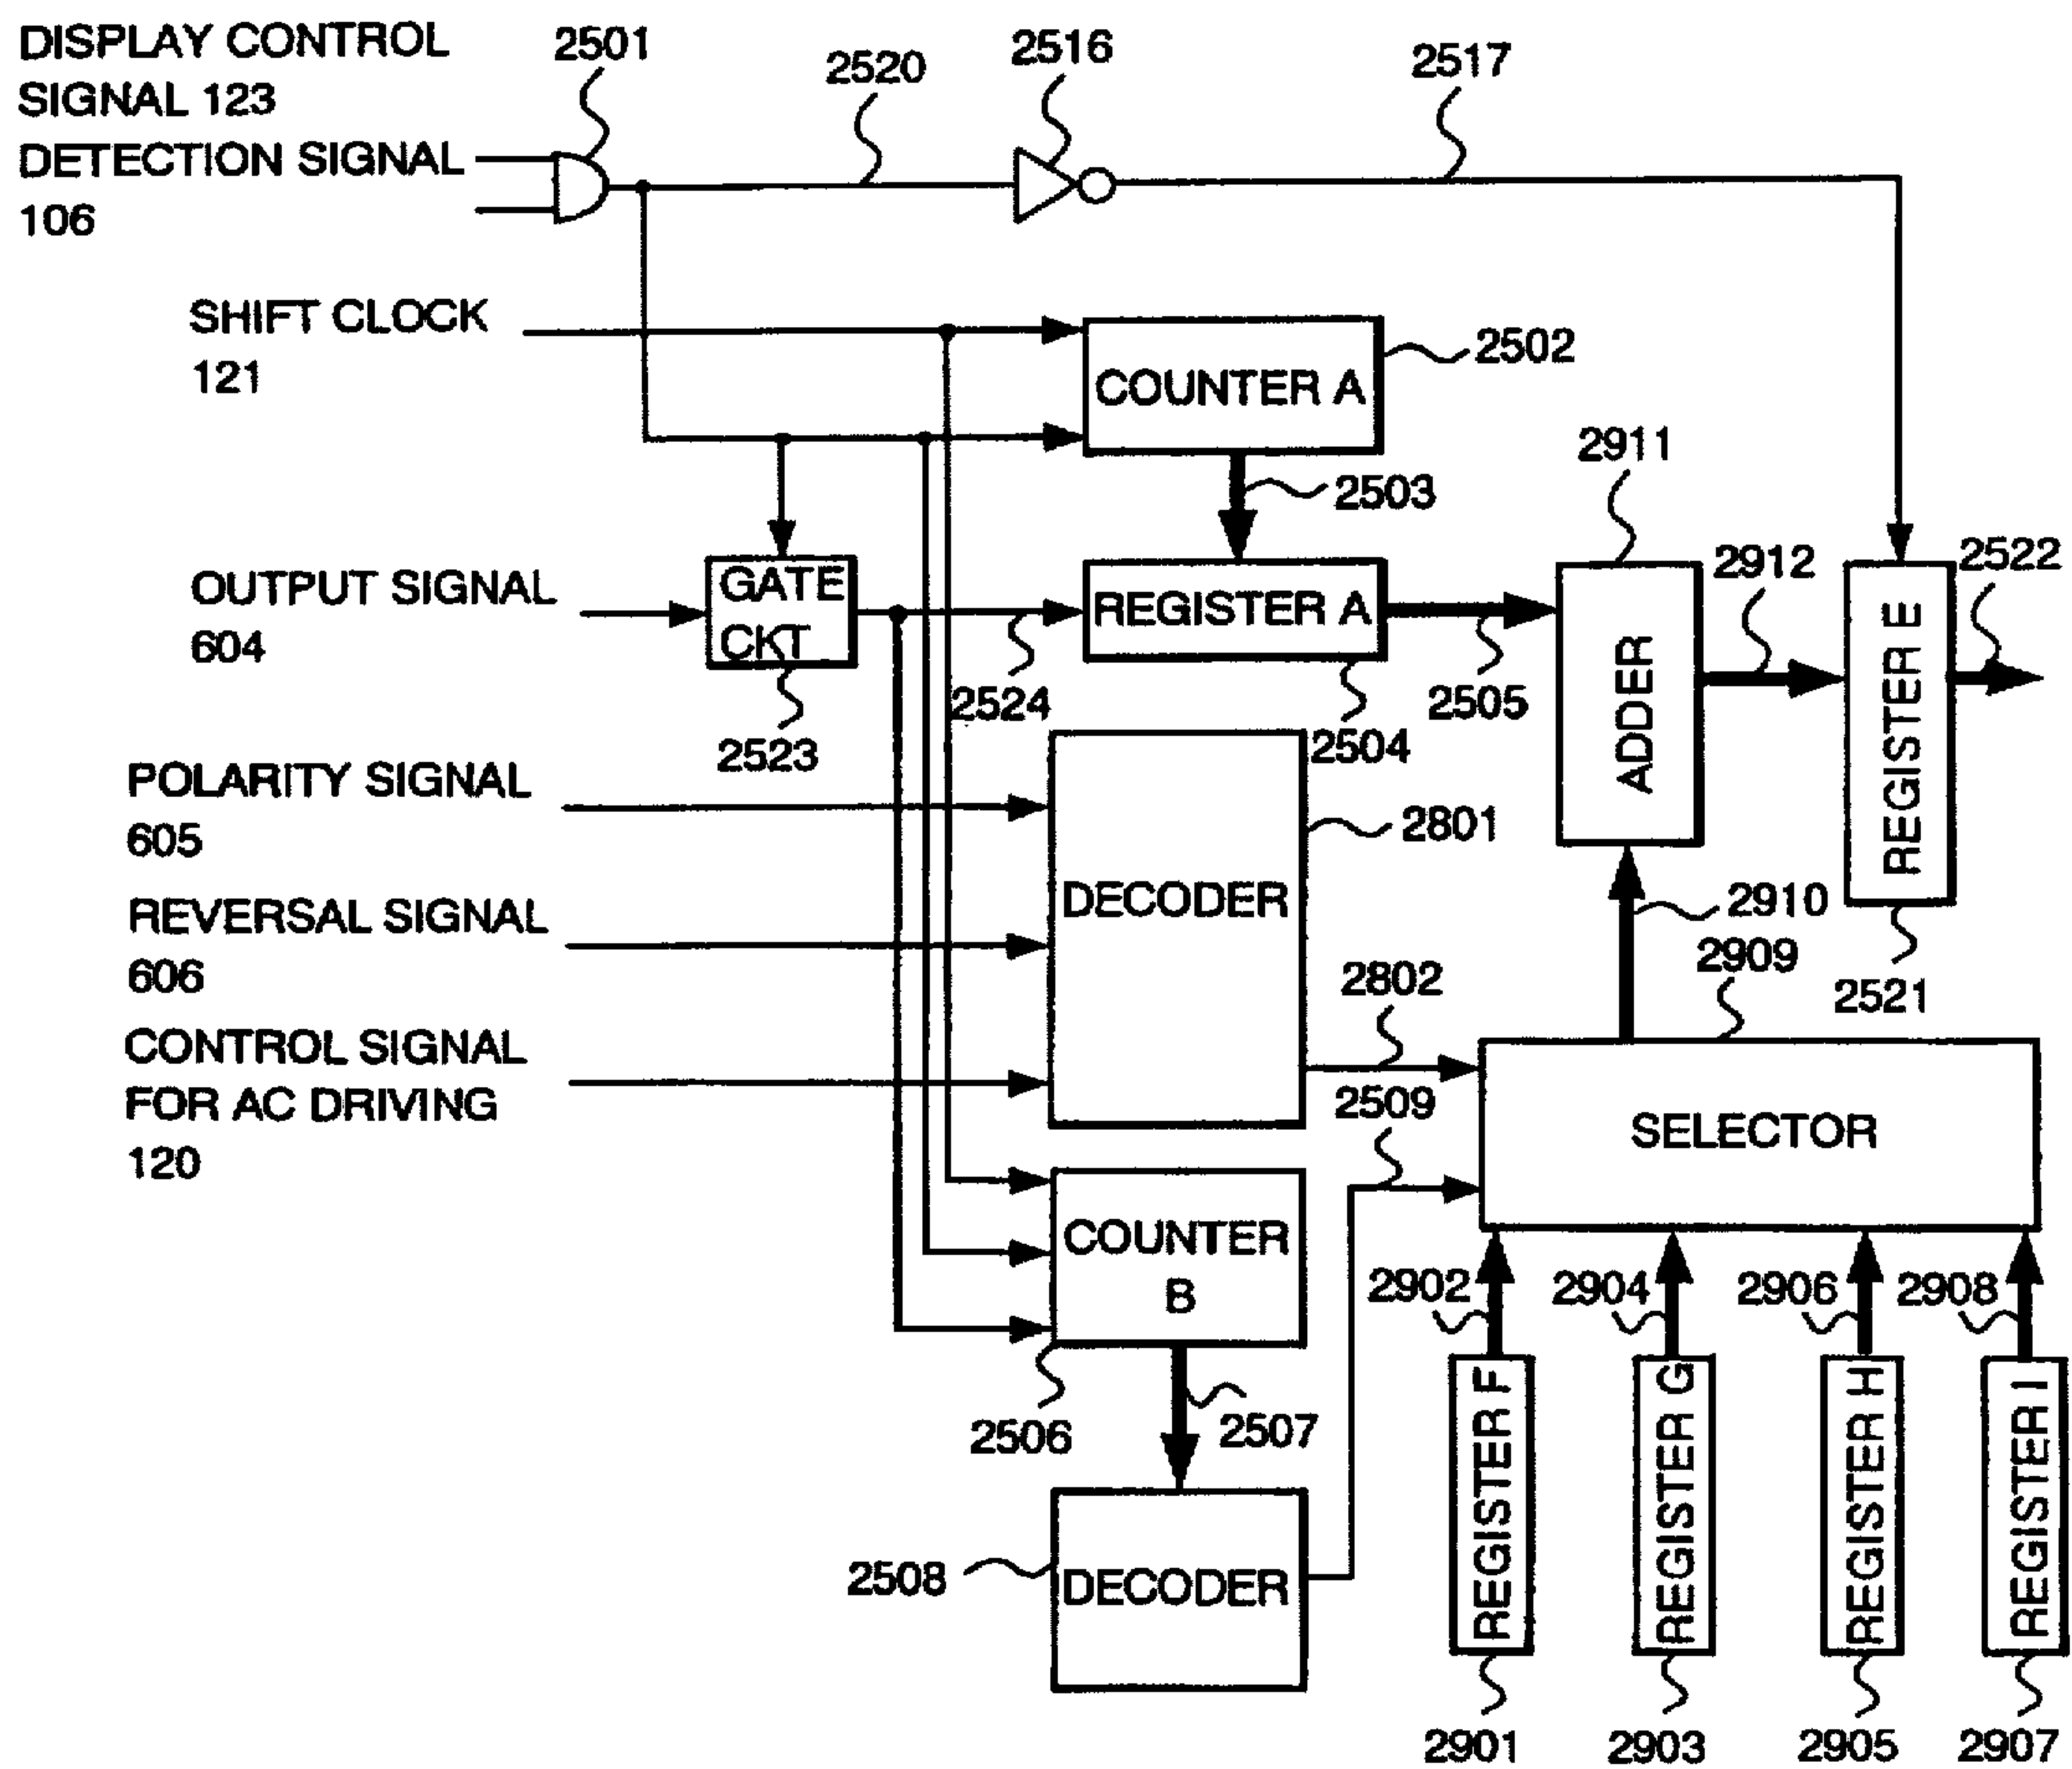 DISPLAY CONTROL
SIGNAL 123
DETECTION SIGNAL
106
2501
2520
2516
2517
SHIFT CLOCK
121
COUNTER A
2502
2503
2911
OUTPUT SIGNAL
604
GATE
CKT
2523
2524
REGISTER A
2504
2505
ADDER
2912
REGISTER E
2522
2521
POLARITY SIGNAL
605
REVERSAL SIGNAL
606
CONTROL SIGNAL
FOR AC DRIVING
120
DECODER
2801
2802
2509
2910
2909
SELECTOR
COUNTER
B
2506
2507
2508
DECODER
2902
2904
2906
2908
REGISTER F
REGISTER G
REGISTER H
REGISTER I
2901
2903
2905
2907